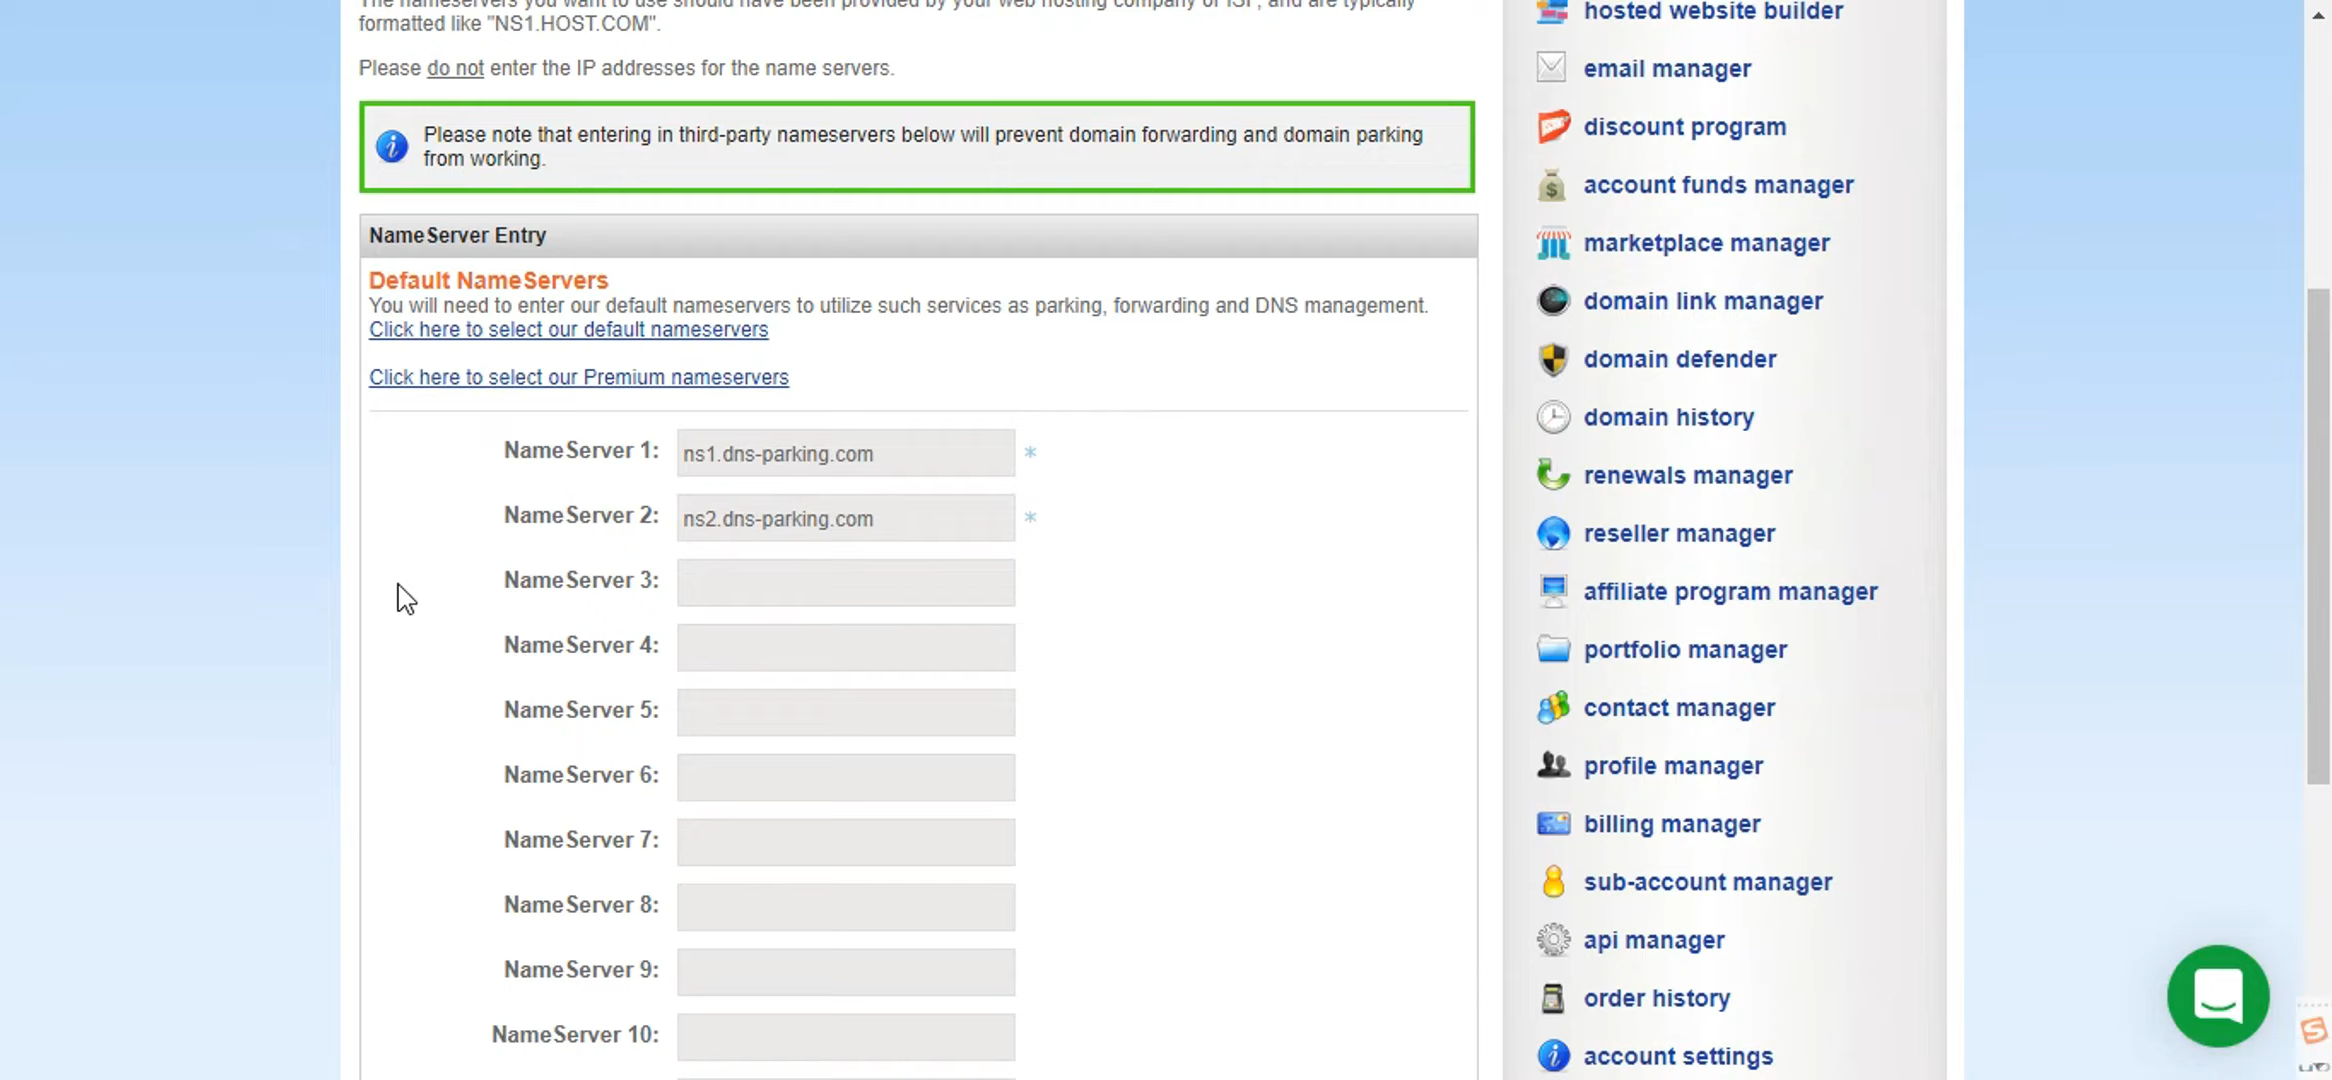 The nameservers you want to use should have been provided by your web hosting company or ISP, and are typically
formatted like "NS1.HOST.COM".
Please do not enter the IP addresses for the name servers.
Please note that entering in third-party nameservers below will prevent domain forwarding and domain parking
from working.
NameServer Entry
Default NameServers
You will need to enter our default nameservers to utilize such services as parking, forwarding and DNS management.
Click here to select our default nameservers
Click here to select our Premium nameservers
NameServer 1: ns1.dns-parking.com *
NameServer 2: ns2.dns-parking.com *
NameServer 3:
NameServer 4:
NameServer 5:
NameServer 6:
NameServer 7:
NameServer 8:
NameServer 9:
NameServer 10:
hosted website builder
email manager
discount program
account funds manager
marketplace manager
domain link manager
domain defender
domain history
renewals manager
reseller manager
affiliate program manager
portfolio manager
contact manager
profile manager
billing manager
sub-account manager
api manager
order history
account settings